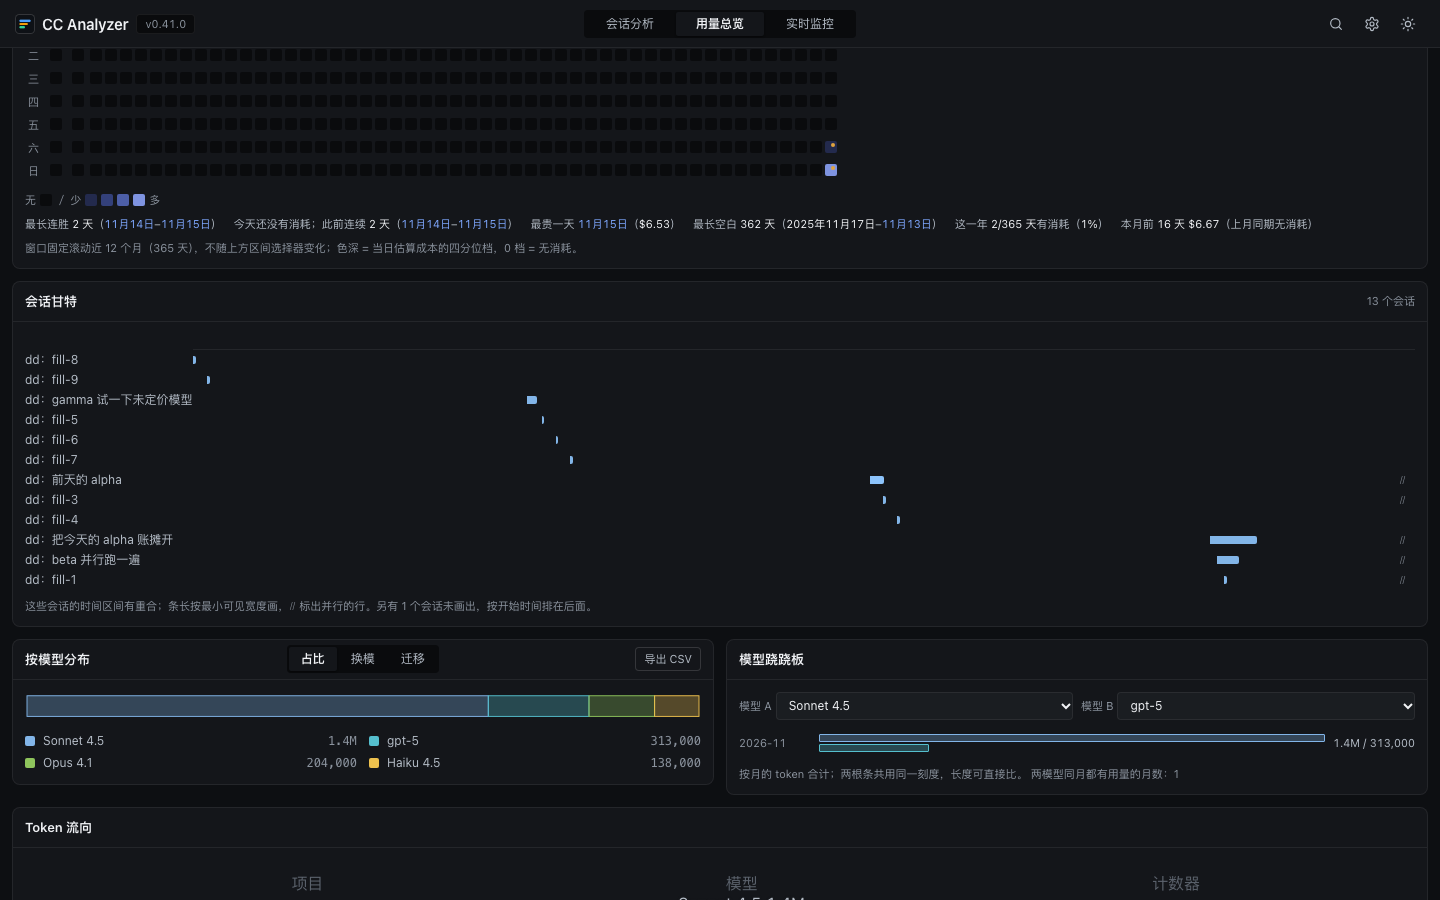 CC Analyzer v0.41.0 会话分析 用量总览 实时监控
二
三
四
五
六
日
无 / 少 多
最长连胜 2 天（11月14日–11月15日） 今天还没有消耗；此前连续 2 天（11月14日–11月15日） 最贵一天 11月15日（$6.53） 最长空白 362 天（2025年11月17日–11月13日） 这一年 2/365 天有消耗（1%） 本月前 16 天 $6.67（上月同期无消耗）
窗口固定滚动近 12 个月（365 天），不随上方区间选择器变化；色深 = 当日估算成本的四分位档，0 档 = 无消耗。
会话甘特 13 个会话
dd：fill-8
dd：fill-9
dd：gamma 试一下未定价模型
dd：fill-5
dd：fill-6
dd：fill-7
dd：前天的 alpha //
dd：fill-3 //
dd：fill-4
dd：把今天的 alpha 账摊开 //
dd：beta 并行跑一遍 //
dd：fill-1 //
这些会话的时间区间有重合；条长按最小可见宽度画，// 标出并行的行。另有 1 个会话未画出，按开始时间排在后面。
按模型分布 占比 换模 迁移 导出 CSV
Sonnet 4.5 1.4M gpt-5 313,000
Opus 4.1 204,000 Haiku 4.5 138,000
模型跷跷板
模型 A Sonnet 4.5 模型 B gpt-5
2026-11 1.4M / 313,000
按月的 token 合计；两根条共用同一刻度，长度可直接比。 两模型同月都有用量的月数：1
Token 流向
项目 模型 计数器